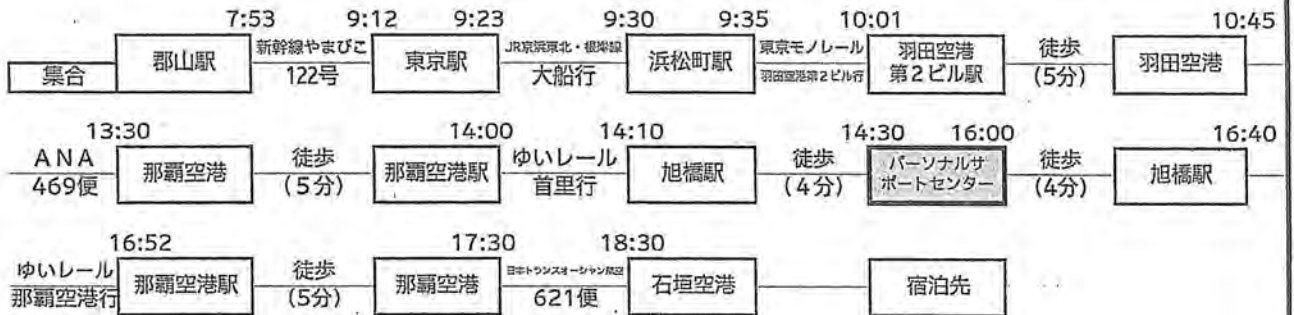 7:53 9:12 9:23 9:30 9:35 10:01 10:45
集合 郡山駅 新幹線やまびこ 122号 東京駅 JR京浜東北・根岸線 大船行 浜松町駅 東京モノレール 羽田空港第2ビル行 羽田空港 第2ビル駅 徒歩 (5分) 羽田空港
13:30 14:00 14:10 14:30 16:00 16:40
ANA 469便 那覇空港 徒歩 (5分) 那覇空港駅 ゆいレール 首里行 旭橋駅 徒歩 (4分) パーソナルサ ポートセンター 徒歩 (4分) 旭橋駅
16:52 17:30 18:30
ゆいレール 那覇空港行 那覇空港駅 徒歩 (5分) 那覇空港 日本トランスオーシャン航空 621便 石垣空港 宿泊先